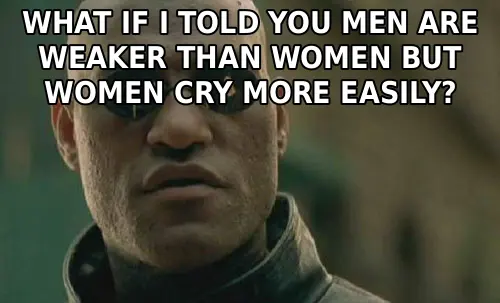 WHAT IF I TOLD YOU MEN ARE
WEAKER THAN WOMEN BUT
WOMEN CRY MORE EASILY?